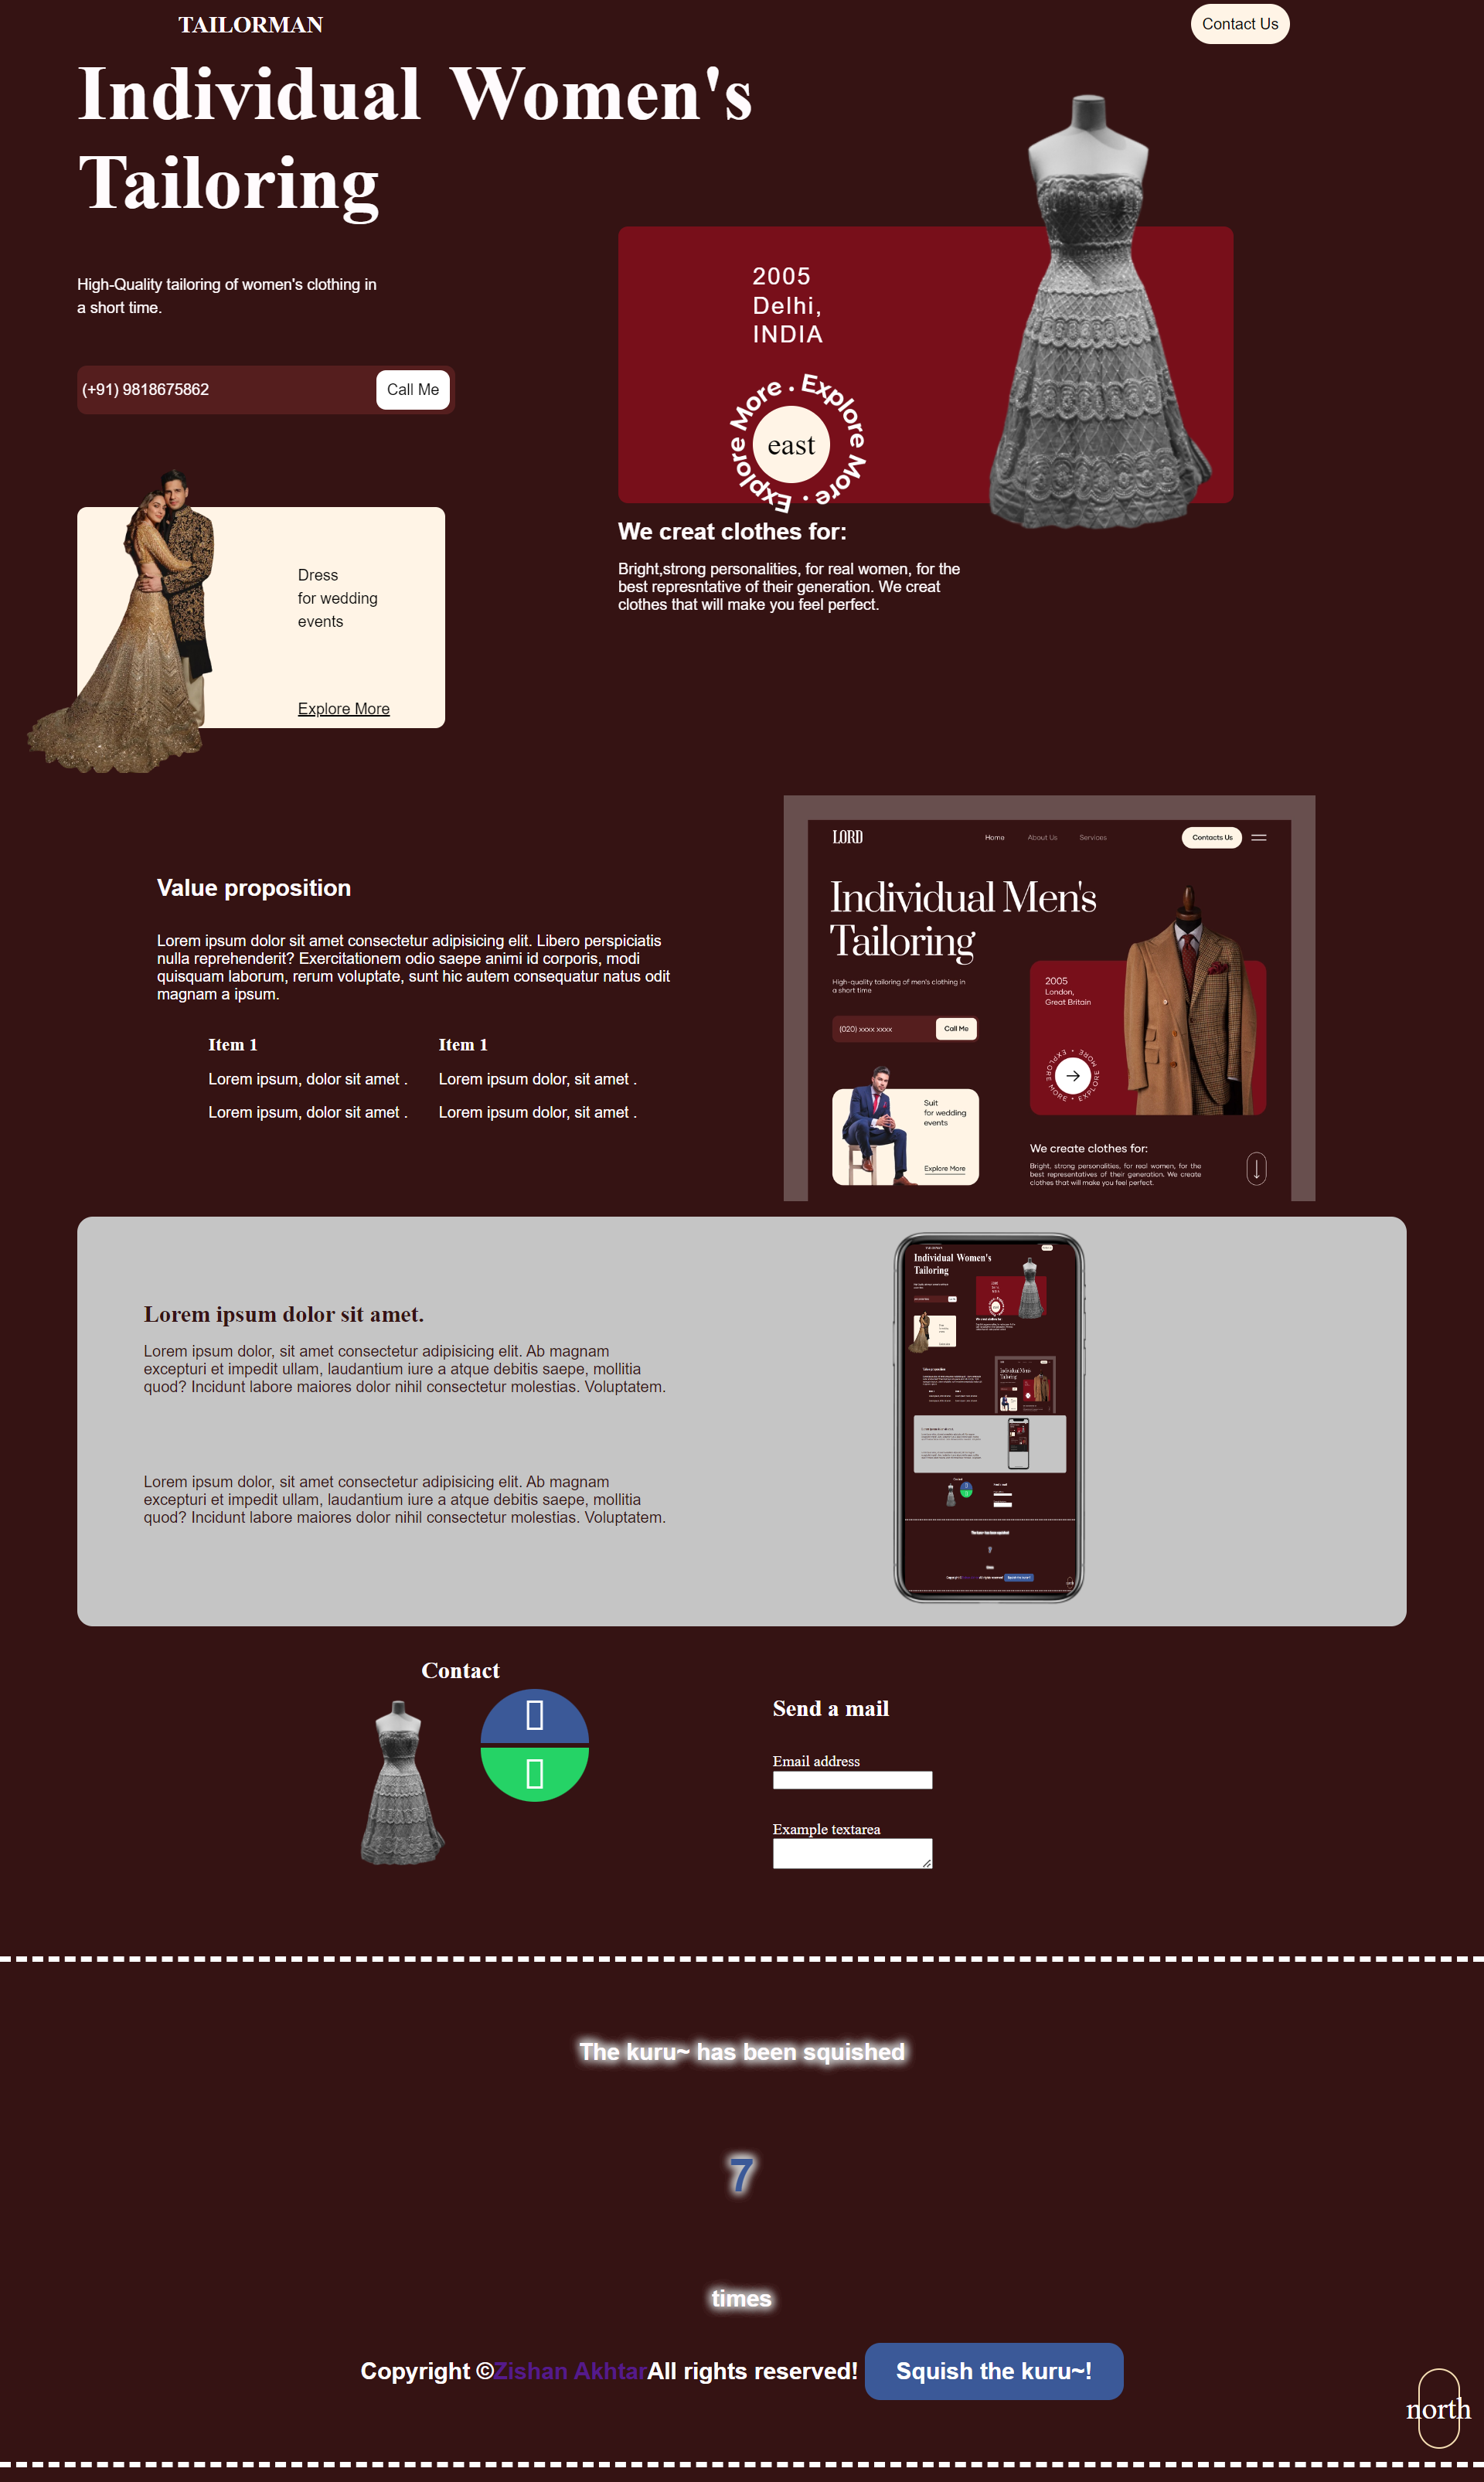 TAILORMAN
Contact Us
Individual Women's
Tailoring
High-Quality tailoring of women's clothing in
a short time.
(+91) 9818675862
Call Me
2005
Delhi,
INDIA
Explore More · Explore More · Explore More
east
We creat clothes for:
Bright,strong personalities, for real women, for the
best represntative of their generation. We creat
clothes that will make you feel perfect.
Dress
for wedding
events
Explore More
Value proposition
Lorem ipsum dolor sit amet consectetur adipisicing elit. Libero perspiciatis
nulla reprehenderit? Exercitationem odio saepe animi id corporis, modi
quisquam laborum, rerum voluptate, sunt hic autem consequatur natus odit
magnam a ipsum.
Item 1
Lorem ipsum, dolor sit amet .
Lorem ipsum, dolor sit amet .
Item 1
Lorem ipsum dolor, sit amet .
Lorem ipsum dolor, sit amet .
LORD
Home
About Us
Services
Contacts Us
Individual Men's
Tailoring
High-quality tailoring of men's clothing in
a short time
(020) xxxx xxxx
Call Me
2005
London,
Great Britain
EXPLORE MORE • EXPLORE MORE •
Suit
for wedding
events
Explore More
We create clothes for:
Bright, strong personalities, for real women, for the
best representatives of their generation. We create
clothes that will make you feel perfect.
Lorem ipsum dolor sit amet.
Lorem ipsum dolor, sit amet consectetur adipisicing elit. Ab magnam
excepturi et impedit ullam, laudantium iure a atque debitis saepe, mollitia
quod? Incidunt labore maiores dolor nihil consectetur molestias. Voluptatem.
Lorem ipsum dolor, sit amet consectetur adipisicing elit. Ab magnam
excepturi et impedit ullam, laudantium iure a atque debitis saepe, mollitia
quod? Incidunt labore maiores dolor nihil consectetur molestias. Voluptatem.
Individual Women's
Tailoring
Individual Men's
Tailoring
Contact
Send a mail
Email address
Example textarea
The kuru~ has been squished
7
times
Copyright ©Zishan AkhtarAll rights reserved!
Squish the kuru~!
north